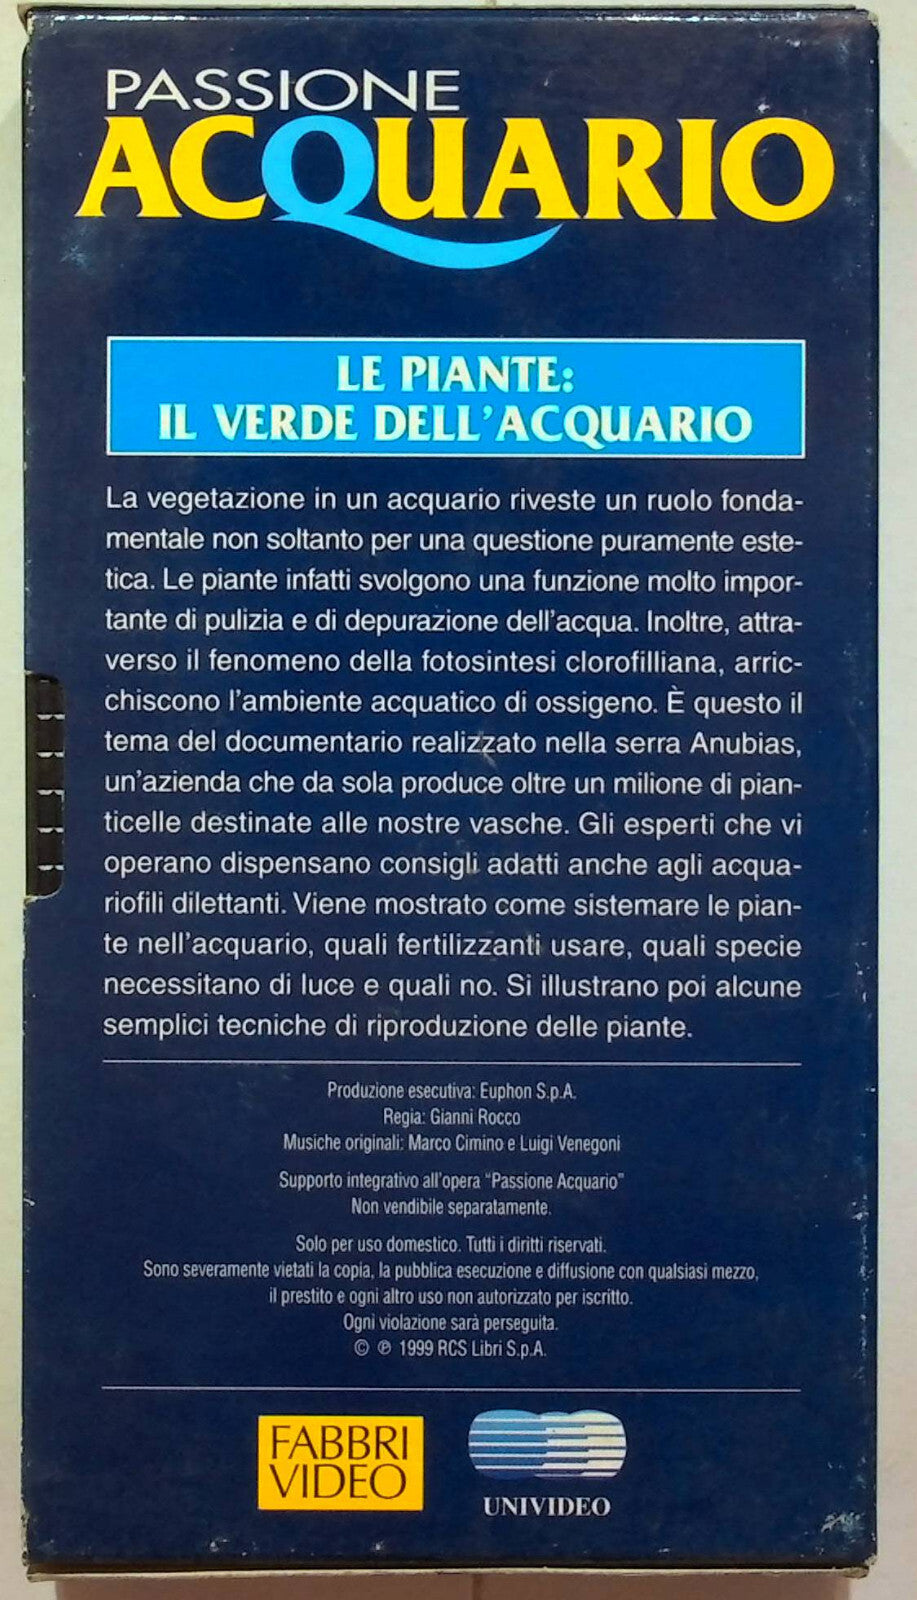 PASSIONE
ACQUARIO
LE PIANTE:
IL VERDE DELL'ACQUARIO
La vegetazione in un acquario riveste un ruolo fonda-
mentale non soltanto per una questione puramente este-
tica. Le piante infatti svolgono una funzione molto impor-
tante di pulizia e di depurazione dell'acqua. Inoltre, attra-
verso il fenomeno della fotosintesi clorofilliana, arric-
chiscono l'ambiente acquatico di ossigeno. È questo il
tema del documentario realizzato nella serra Anubias,
un'azienda che da sola produce oltre un milione di pian-
ticelle destinate alle nostre vasche. Gli esperti che vi
operano dispensano consigli adatti anche agli acqua-
riofili dilettanti. Viene mostrato come sistemare le pian-
te nell'acquario, quali fertilizzanti usare, quali specie
necessitano di luce e quali no. Si illustrano poi alcune
semplici tecniche di riproduzione delle piante.
Produzione esecutiva: Euphon S.p.A.
Regia: Gianni Rocco
Musiche originali: Marco Cimino e Luigi Venegoni
Supporto integrativo all'opera "Passione Acquario"
Non vendibile separatamente.
Solo per uso domestico. Tutti i diritti riservati.
Sono severamente vietati la copia, la pubblica esecuzione e diffusione con qualsiasi mezzo,
il prestito e ogni altro uso non autorizzato per iscritto.
Ogni violazione sarà perseguita.
© ℗ 1999 RCS Libri S.p.A.
FABBRI
VIDEO
UNIVIDEO